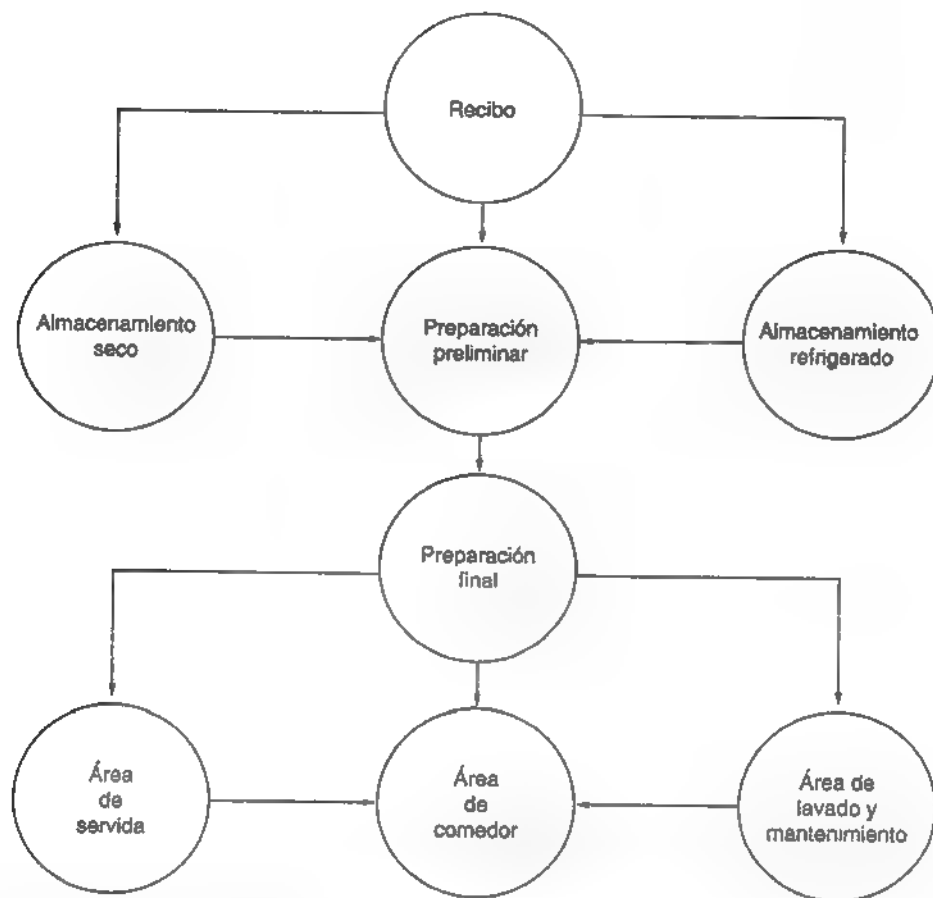 Recibo
Almacenamiento
seco
Preparación
preliminar
Almacenamiento
refrigerado
Preparación
final
Área
de
servida
Área
de
comedor
Área de
lavado y
mantenimiento